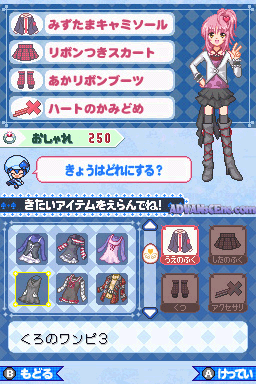 みずたまキャミソール
リボンつきスカート
あかリボンブーツ
ハートのかみどめ
おしゃれ 250
きょうはどれにする？
きたいアイテムをえらんでね!
ADVANSCENE.COM
うえのふく
したのふく
くつ
アクセサリ
くろのワンピ3
B もどる
A けってい